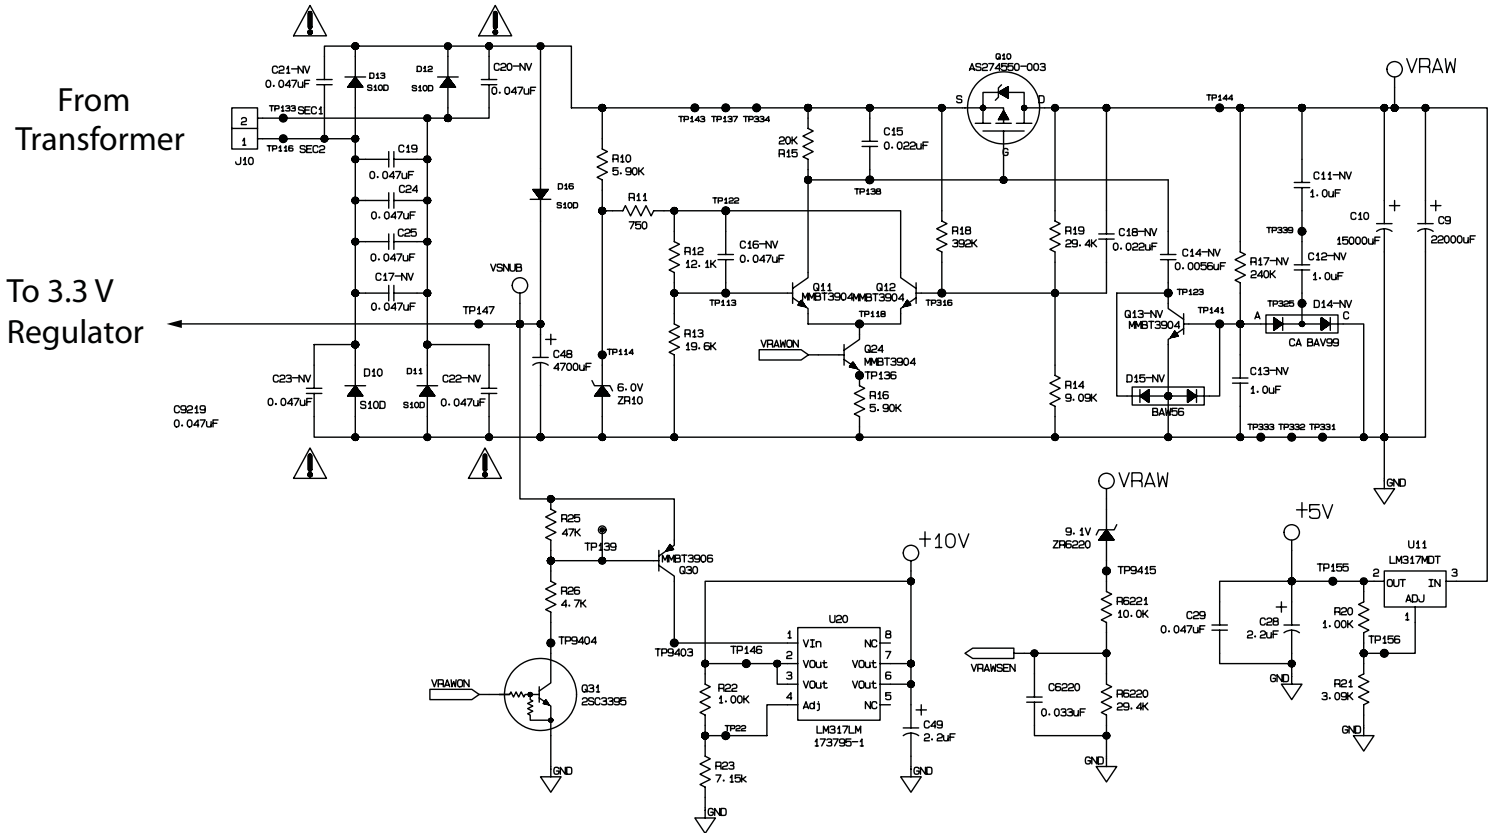 From
Transformer
To 3.3 V
Regulator
C21-NV
0.047uF
D13
S10D
D12
S10D
C20-NV
0.047uF
TP133 SEC1
2
1
J10
TP116 SEC2
C19
0.047uF
C24
0.047uF
C25
0.047uF
C17-NV
0.047uF
D16
S10D
VSNUB
TP147
C48
4700uF
C23-NV
0.047uF
D10
S10D
D11
S10D
C22-NV
0.047uF
C9219
0.047uF
R10
5.90K
R11
750
TP114
6.0V
ZR10
TP143 TP137 TP334
TP122
R12
12.1K
C16-NV
0.047uF
TP113
R13
19.6K
20K
R15
C15
0.022uF
TP138
Q11
MMBT3904
Q12
MMBT3904
TP118
VRAWON
Q24
MMBT3904
TP136
R16
5.90K
Q10
AS274550-003
S
D
G
R18
392K
TP316
R19
29.4K
C18-NV
0.022uF
R14
9.09K
C14-NV
0.0056uF
TP123
Q13-NV
MMBT3904
TP141
D15-NV
BAW56
TP144
R17-NV
240K
C11-NV
1.0uF
TP339
C12-NV
1.0uF
TP325
D14-NV
A
C
CA BAV99
C13-NV
1.0uF
TP333 TP332 TP331
VRAW
C10
+
15000uF
+
C9
22000uF
GND
R25
47K
TP139
MMBT3906
Q30
R26
4.7K
TP9404
VRAWON
Q31
2SC3395
GND
TP9403
+10V
U20
1
VIn
NC
8
TP146
2
VOut
VOut
7
3
VOut
VOut
6
4
Adj
NC
5
LM317LM
173795-1
R22
1.00K
TP22
R23
7.15k
GND
+
C49
2.2uF
GND
VRAW
9.1V
ZR6220
TP9415
R6221
10.0K
VRAWSEN
C6220
0.033uF
R6220
29.4K
GND
+5V
C29
0.047uF
C28
+
2.2uF
GND
TP155
U11
LM317MDT
2
OUT
IN
3
ADJ
1
R20
1.00K
TP156
R21
3.09K
GND